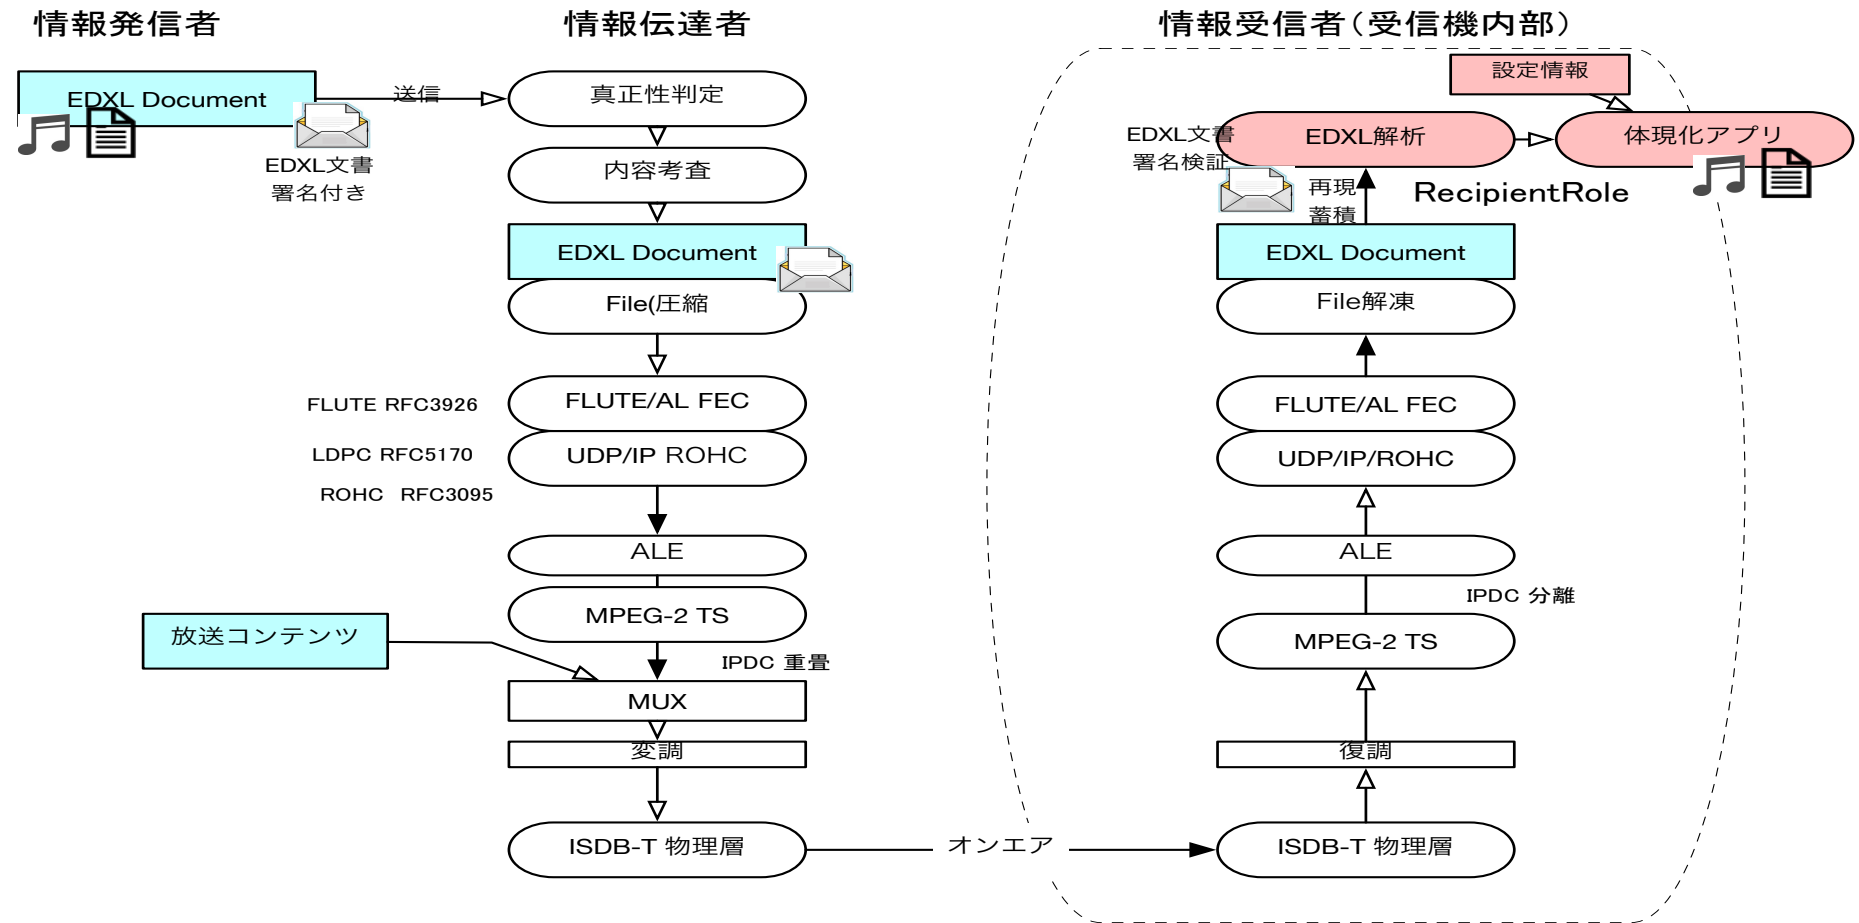 情報発信者
情報伝達者
情報受信者(受信機内部)
EDXL Document
送信
EDXL文書
署名付き
真正性判定
内容考査
EDXL Document
File(圧縮
FLUTE RFC3926
FLUTE/AL FEC
LDPC RFC5170
UDP/IP ROHC
ROHC RFC3095
ALE
MPEG-2 TS
放送コンテンツ
IPDC 重畳
MUX
変調
ISDB-T 物理層
オンエア
設定情報
EDXL文書
署名検証
EDXL解析
体現化アプリ
再現
蓄積
RecipientRole
EDXL Document
File解凍
FLUTE/AL FEC
UDP/IP/ROHC
ALE
IPDC 分離
MPEG-2 TS
復調
ISDB-T 物理層